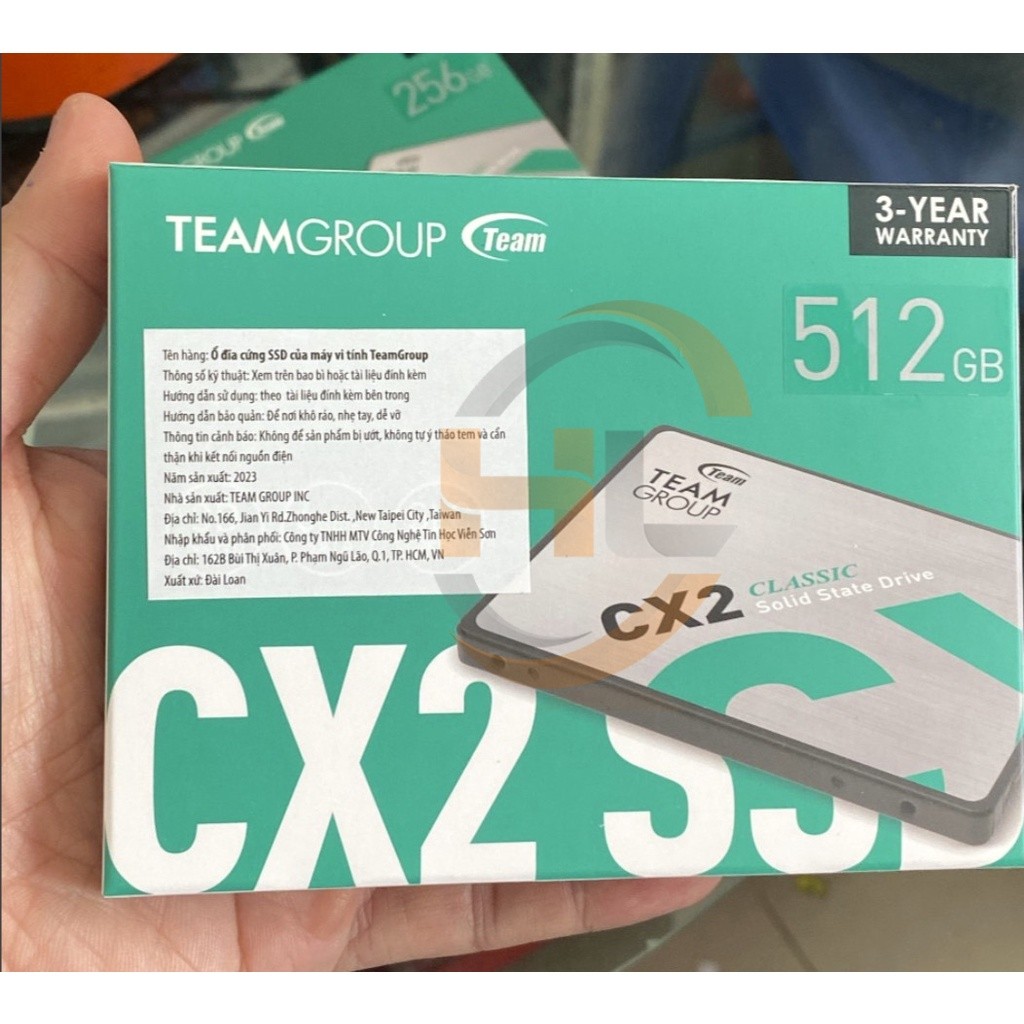 256GB
GROUP Team
TEAMGROUP Team
3-YEAR
WARRANTY
512GB
Tên hàng: Ổ đĩa cứng SSD của máy vi tính TeamGroup
Thông số kỹ thuật: Xem trên bao bì hoặc tài liệu đính kèm
Hướng dẫn sử dụng: theo tài liệu đính kèm bên trong
Hướng dẫn bảo quản: Để nơi khô ráo, nhẹ tay, dễ vỡ
Thông tin cảnh báo: Không để sản phẩm bị ướt, không tự ý tháo tem và cẩn
thận khi kết nối nguồn điện
Năm sản xuất: 2023
Nhà sản xuất: TEAM GROUP INC
Địa chỉ: No.166, Jian Yi Rd.Zhonghe Dist. ,New Taipei City ,Taiwan
Nhập khẩu và phân phối: Công ty TNHH MTV Công Nghệ Tin Học Viễn Sơn
Địa chỉ: 162B Bùi Thị Xuân, P. Phạm Ngũ Lão, Q.1, TP. HCM, VN
Xuất xứ: Đài Loan
HL
Team
TEAM
GROUP
CX2 CLASSIC
Solid State Drive
CX2 SSD